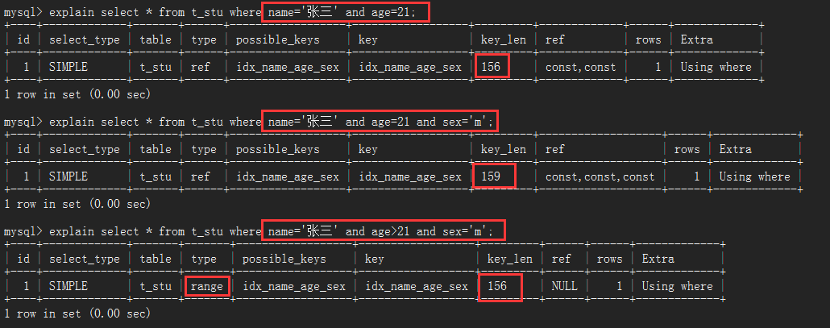 mysql> explain select * from t_stu where name='张三' and age=21;
+----+-------------+-------+------+------------------+------------------+---------+-------------+------+-------------+
| id | select_type | table | type | possible_keys | key | key_len | ref | rows | Extra |
+----+-------------+-------+------+------------------+------------------+---------+-------------+------+-------------+
| 1 | SIMPLE | t_stu | ref | idx_name_age_sex | idx_name_age_sex | 156 | const,const | 1 | Using where |
+----+-------------+-------+------+------------------+------------------+---------+-------------+------+-------------+
1 row in set (0.00 sec)
mysql> explain select * from t_stu where name='张三' and age=21 and sex='m';
+----+-------------+-------+------+------------------+------------------+---------+-------------------+------+-------------+
| id | select_type | table | type | possible_keys | key | key_len | ref | rows | Extra |
+----+-------------+-------+------+------------------+------------------+---------+-------------------+------+-------------+
| 1 | SIMPLE | t_stu | ref | idx_name_age_sex | idx_name_age_sex | 159 | const,const,const | 1 | Using where |
+----+-------------+-------+------+------------------+------------------+---------+-------------------+------+-------------+
1 row in set (0.00 sec)
mysql> explain select * from t_stu where name='张三' and age>21 and sex='m';
+----+-------------+-------+-------+------------------+------------------+---------+------+------+-------------+
| id | select_type | table | type | possible_keys | key | key_len | ref | rows | Extra |
+----+-------------+-------+-------+------------------+------------------+---------+------+------+-------------+
| 1 | SIMPLE | t_stu | range | idx_name_age_sex | idx_name_age_sex | 156 | NULL | 1 | Using where |
+----+-------------+-------+-------+------------------+------------------+---------+------+------+-------------+
1 row in set (0.00 sec)